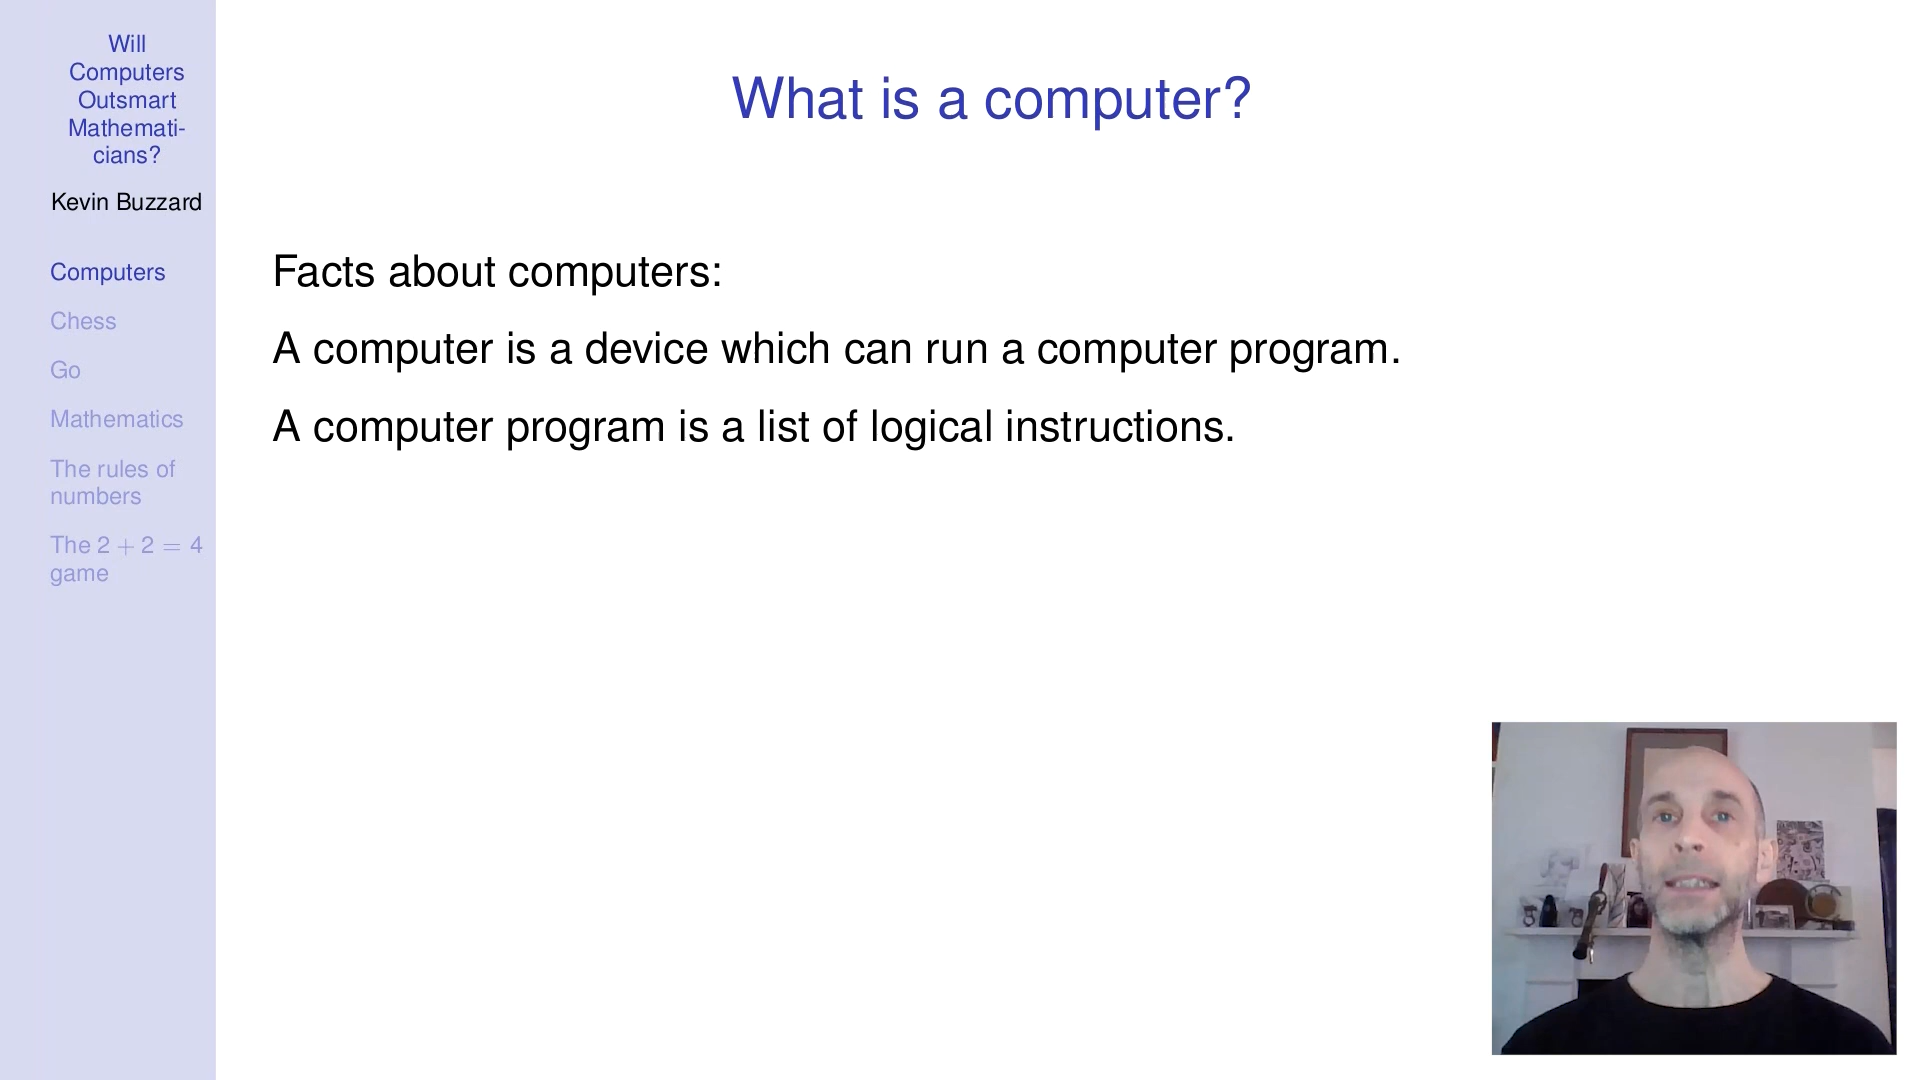 Will
Computers
Outsmart
Mathemati-
cians?
Kevin Buzzard
Computers
Chess
Go
Mathematics
The rules of
numbers
The 2 + 2 = 4
game
What is a computer?
Facts about computers:
A computer is a device which can run a computer program.
A computer program is a list of logical instructions.